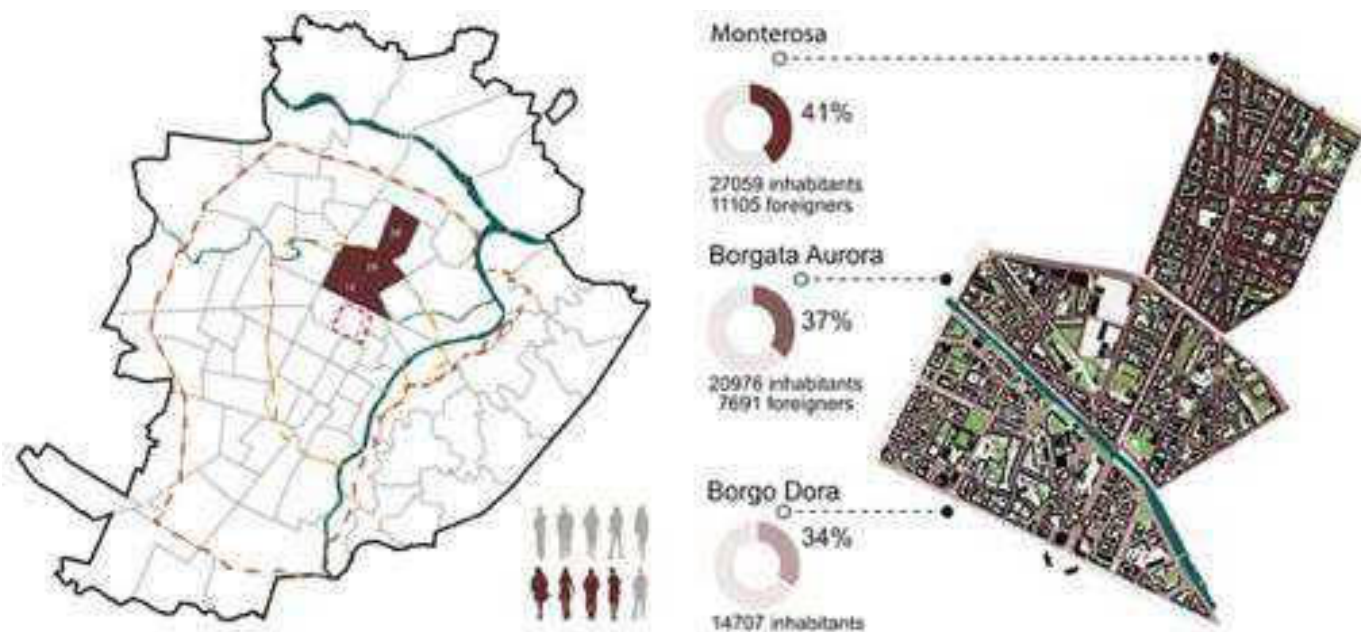 Monterosa
41%
27059 inhabitants
11105 foreigners
Borgata Aurora
37%
20976 inhabitants
7691 foreigners
Borgo Dora
34%
14707 inhabitants